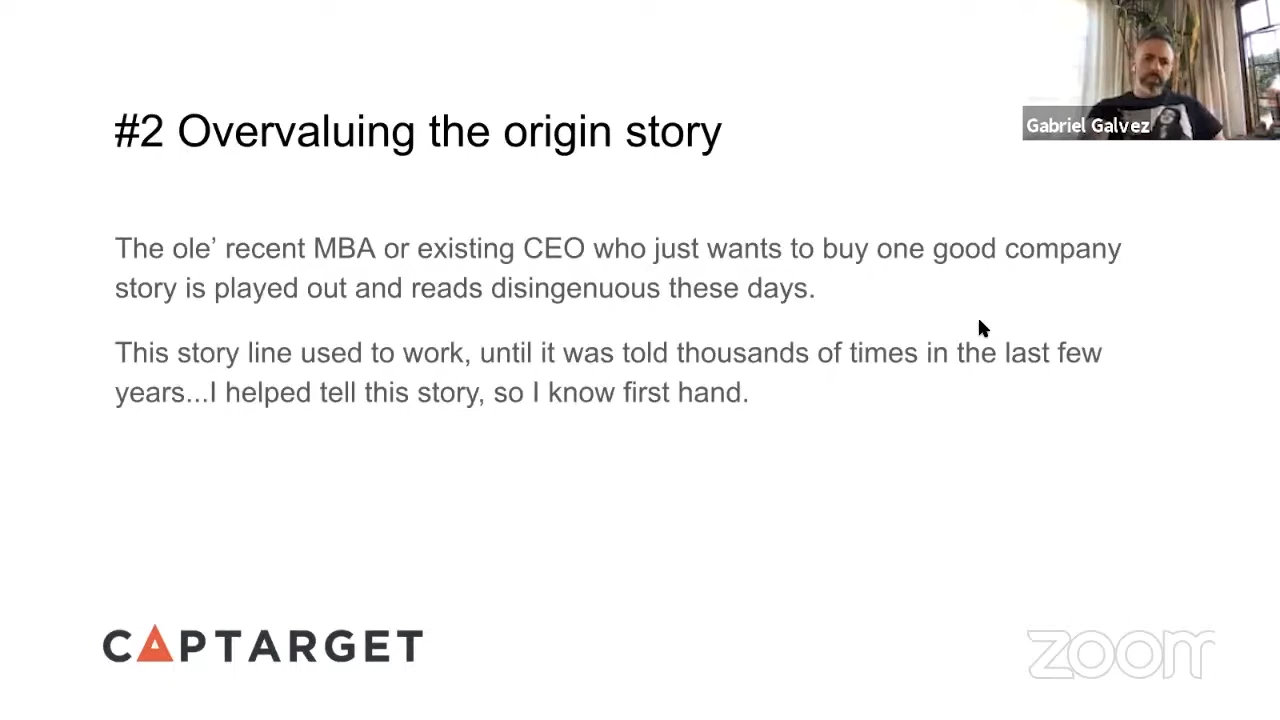 Gabriel Galvez
#2 Overvaluing the origin story
The ole’ recent MBA or existing CEO who just wants to buy one good company
story is played out and reads disingenuous these days.
This story line used to work, until it was told thousands of times in the last few
years...I helped tell this story, so I know first hand.
CAPTARGET
zoom